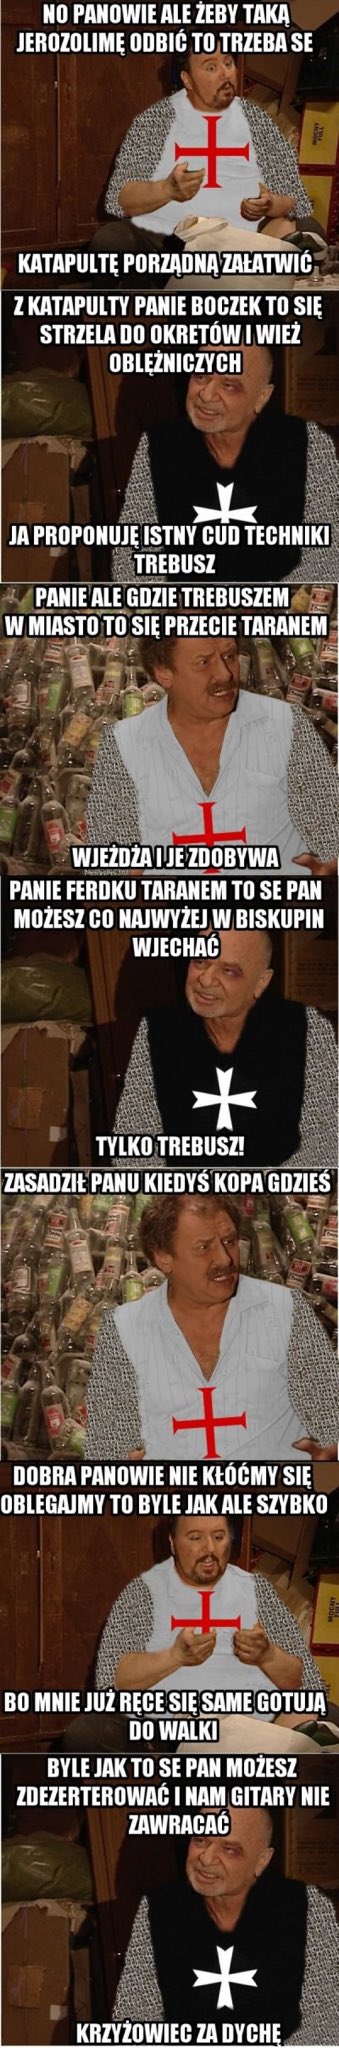 NO PANOWIE ALE ŻEBY TAKĄ
JEROZOLIMĘ ODBIĆ TO TRZEBA SE
KATAPULTĘ PORZĄDNĄ ZAŁATWIĆ
Z KATAPULTY PANIE BOCZEK TO SIĘ
STRZELA DO OKRETÓW I WIEŻ
OBLĘŻNICZYCH
JA PROPONUJĘ ISTNY CUD TECHNIKI
TREBUSZ
PANIE ALE GDZIE TREBUSZEM
W MIASTO TO SIĘ PRZECIE TARANEM
WJEŻDŻA I JE ZDOBYWA
PANIE FERDKU TARANEM TO SE PAN
MOŻESZ CO NAJWYŻEJ W BISKUPIN
WJECHAĆ
TYLKO TREBUSZ!
ZASADZIŁ PANU KIEDYŚ KOPA GDZIEŚ
DOBRA PANOWIE NIE KŁÓĆMY SIĘ
OBLEGAJMY TO BYLE JAK ALE SZYBKO
BO MNIE JUŻ RĘCE SIĘ SAME GOTUJĄ
DO WALKI
BYLE JAK TO SE PAN MOŻESZ
ZDEZERTEROWAĆ I NAM GITARY NIE
ZAWRACAĆ
KRZYŻOWIEC ZA DYCHĘ